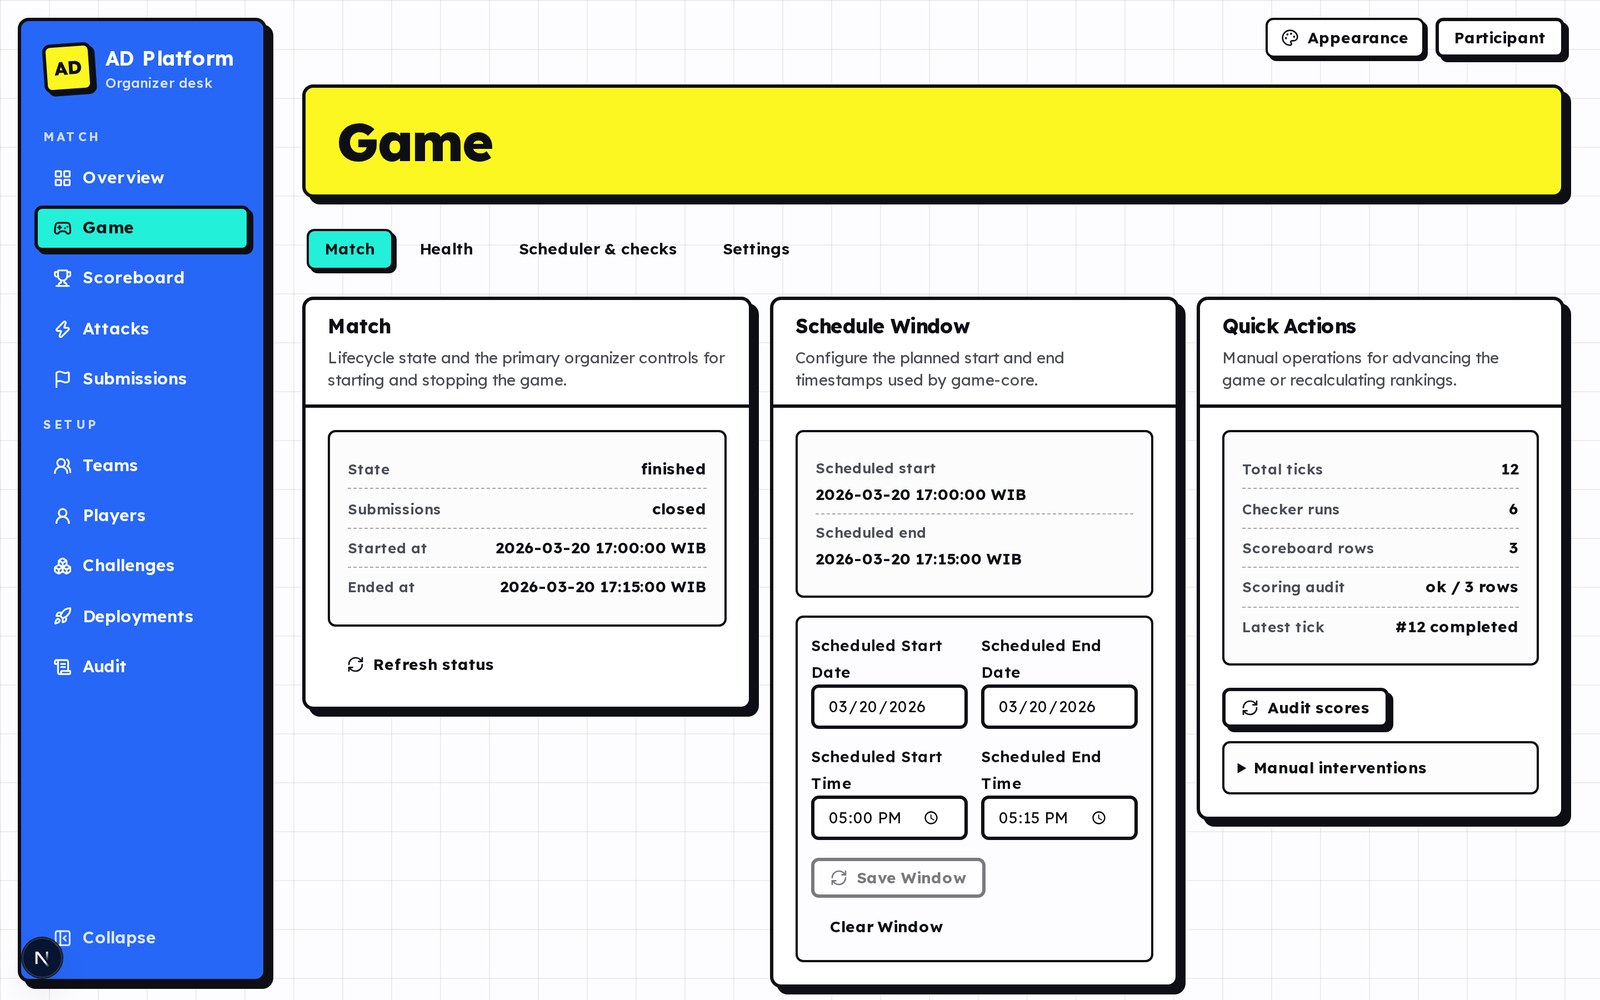 AD
AD Platform
Organizer desk
MATCH
Overview
Game
Scoreboard
Attacks
Submissions
SETUP
Teams
Players
Challenges
Deployments
Audit
Collapse
N
Appearance
Participant
Game
Match
Health
Scheduler & checks
Settings
Match
Lifecycle state and the primary organizer controls for
starting and stopping the game.
State finished
Submissions closed
Started at 2026-03-20 17:00:00 WIB
Ended at 2026-03-20 17:15:00 WIB
Refresh status
Schedule Window
Configure the planned start and end
timestamps used by game-core.
Scheduled start
2026-03-20 17:00:00 WIB
Scheduled end
2026-03-20 17:15:00 WIB
Scheduled Start
Date
03/20/2026
Scheduled End
Date
03/20/2026
Scheduled Start
Time
05:00 PM
Scheduled End
Time
05:15 PM
Save Window
Clear Window
Quick Actions
Manual operations for advancing the
game or recalculating rankings.
Total ticks 12
Checker runs 6
Scoreboard rows 3
Scoring audit ok / 3 rows
Latest tick #12 completed
Audit scores
Manual interventions